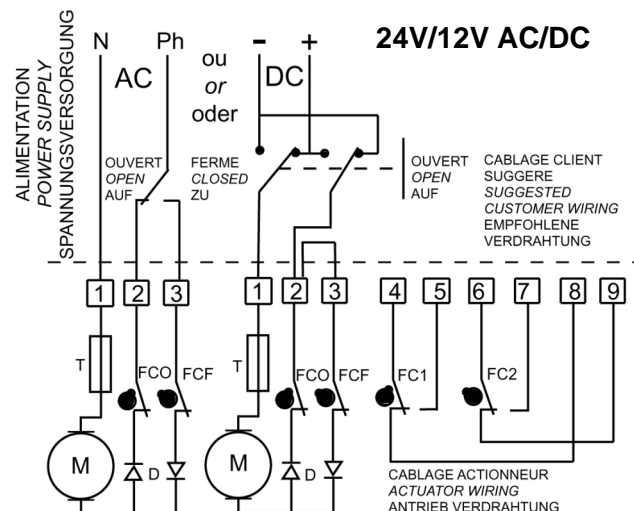 24V/12V AC/DC
N Ph - +
AC
ou
or
oder
DC
ALIMENTATION
POWER SUPPLY
SPANNUNGSVERSORGUNG
OUVERT
OPEN
AUF
FERME
CLOSED
ZU
OUVERT
OPEN
AUF
CABLAGE CLIENT
SUGGERE
SUGGESTED
CUSTOMER WIRING
EMPFOHLENE
VERDRAHTUNG
1 2 3 1 2 3 4 5 6 7 8 9
T FCO FCF T FCO FCF FC1 FC2
M D M D
CABLAGE ACTIONNEUR
ACTUATOR WIRING
ANTRIEB VERDRAHTUNG